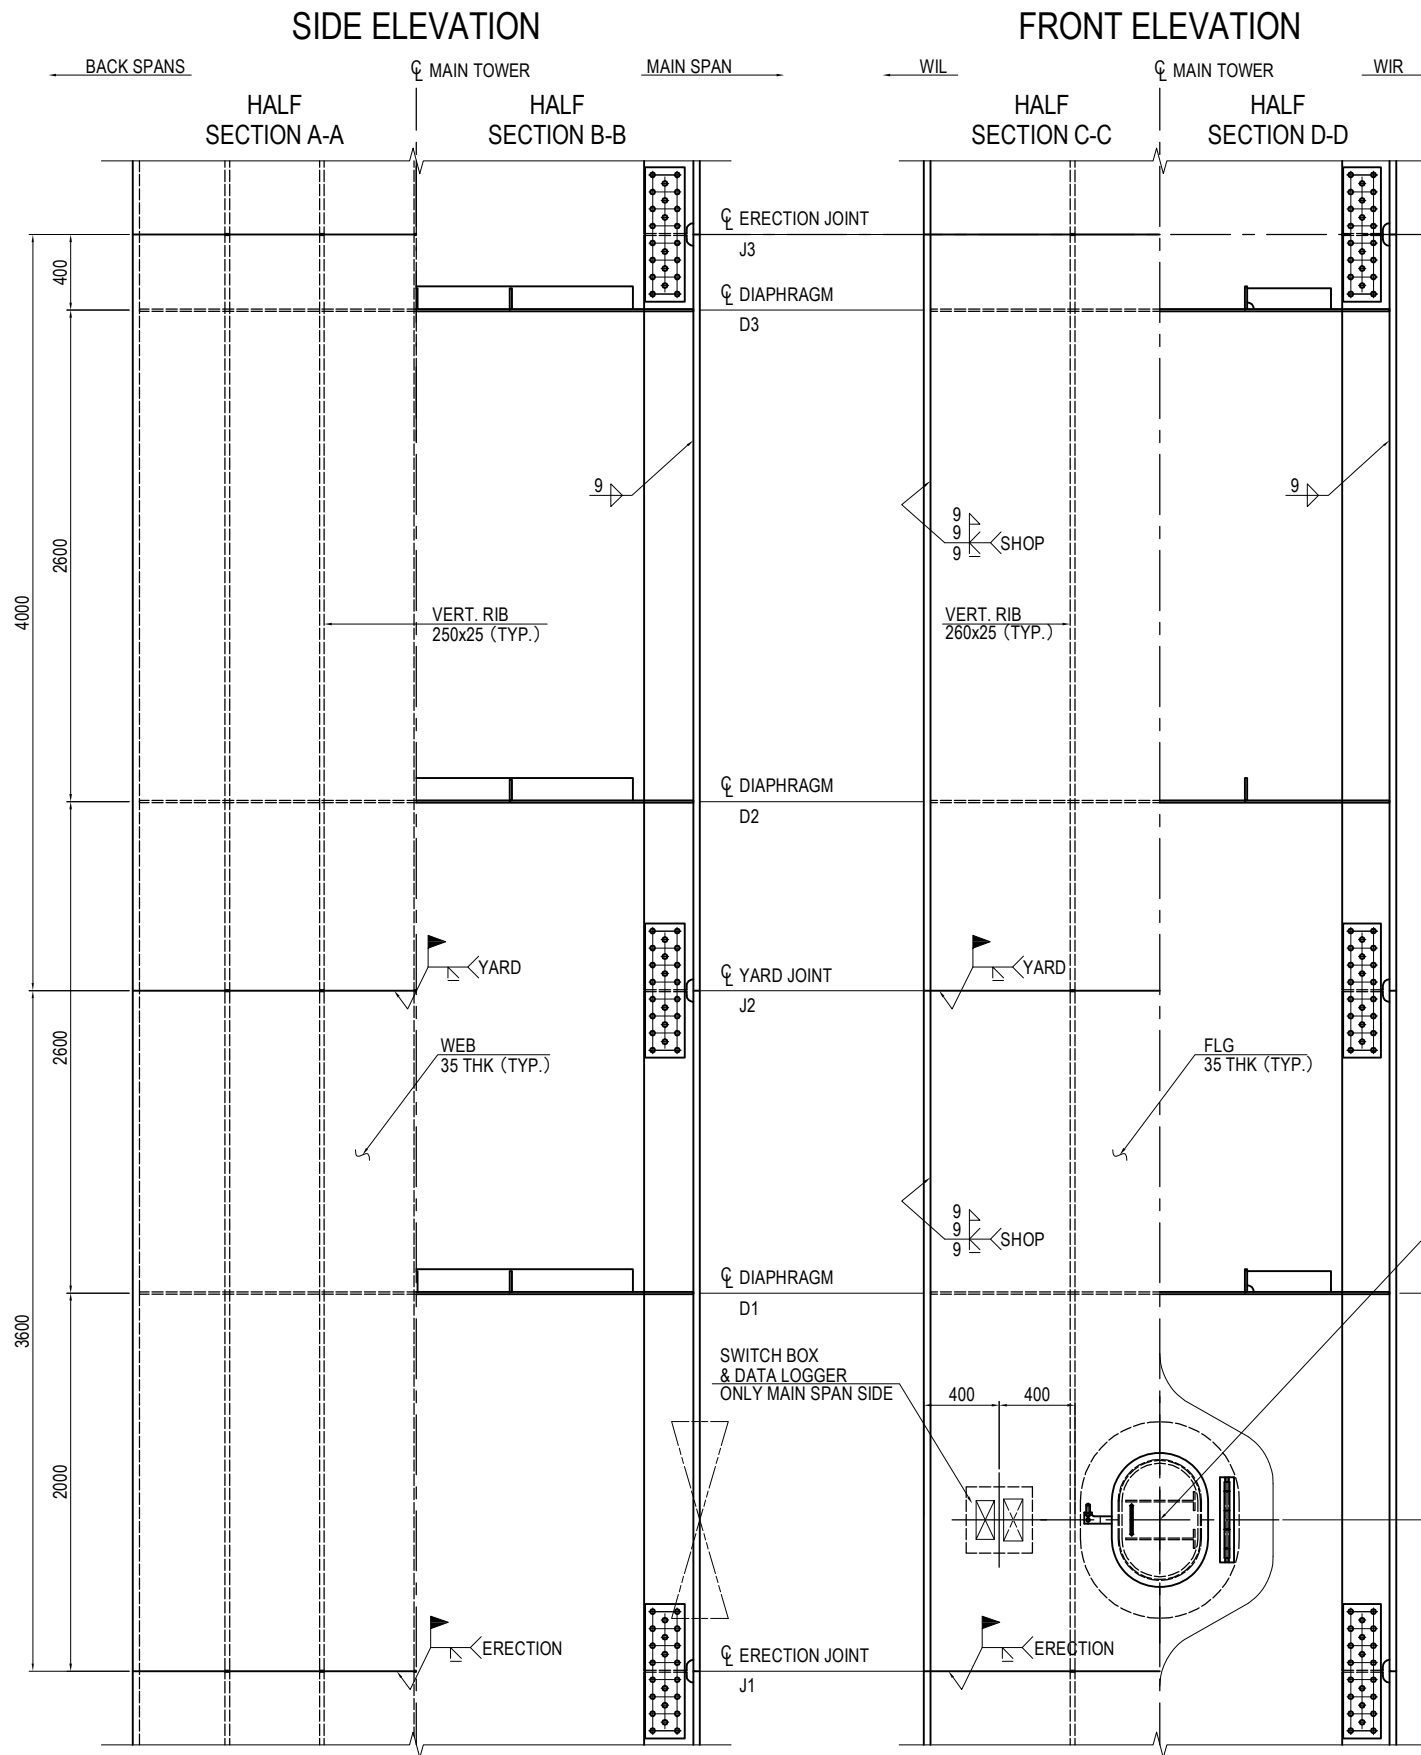 SIDE ELEVATION
FRONT ELEVATION
BACK SPANS
℄ MAIN TOWER
MAIN SPAN
WIL
℄ MAIN TOWER
WIR
HALF
SECTION A-A
HALF
SECTION B-B
HALF
SECTION C-C
HALF
SECTION D-D
℄ ERECTION JOINT
J3
400
℄ DIAPHRAGM
D3
9
9
9
9
9
SHOP
2600
4000
VERT. RIB
250x25 (TYP.)
VERT. RIB
260x25 (TYP.)
℄ DIAPHRAGM
D2
YARD
YARD
℄ YARD JOINT
J2
2600
WEB
35 THK (TYP.)
FLG
35 THK (TYP.)
9
9
9
SHOP
℄ DIAPHRAGM
D1
3600
SWITCH BOX
& DATA LOGGER
ONLY MAIN SPAN SIDE
400
400
2000
ERECTION
ERECTION
℄ ERECTION JOINT
J1